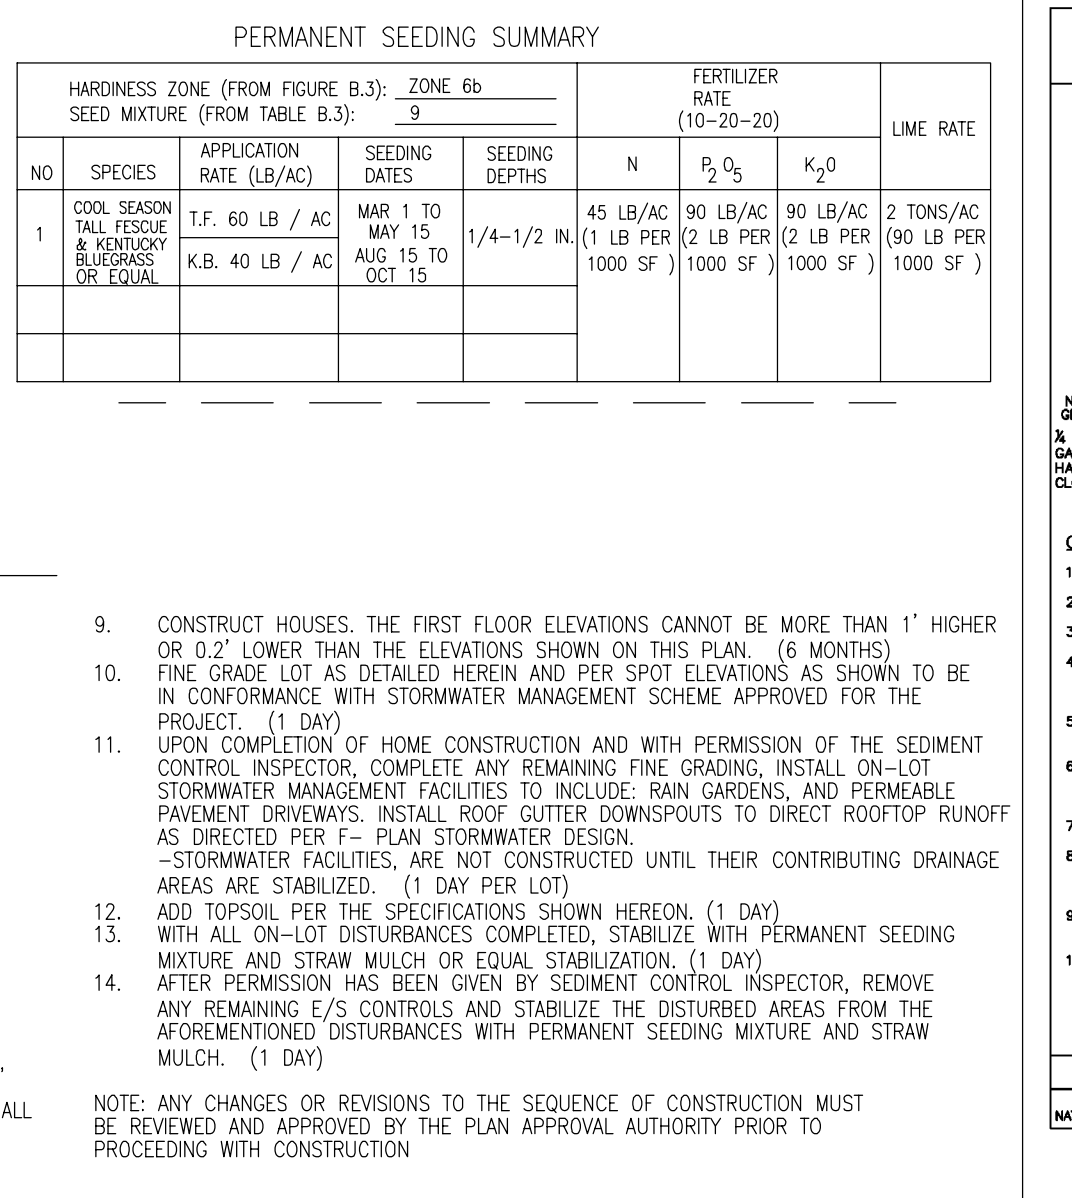 PERMANENT SEEDING SUMMARY
HARDINESS ZONE (FROM FIGURE B.3): ZONE 6b
SEED MIXTURE (FROM TABLE B.3): 9
FERTILIZER
RATE
(10-20-20)
LIME RATE
NO
SPECIES
APPLICATION
RATE (LB/AC)
SEEDING
DATES
SEEDING
DEPTHS
N
P2O5
K2O
1
COOL SEASON
TALL FESCUE
& KENTUCKY
BLUEGRASS
OR EQUAL
T.F. 60 LB / AC
K.B. 40 LB / AC
MAR 1 TO
MAY 15
AUG 15 TO
OCT 15
1/4-1/2 IN.
45 LB/AC
(1 LB PER
1000 SF )
90 LB/AC
(2 LB PER
1000 SF )
90 LB/AC
(2 LB PER
1000 SF )
2 TONS/AC
(90 LB PER
1000 SF )
9. CONSTRUCT HOUSES. THE FIRST FLOOR ELEVATIONS CANNOT BE MORE THAN 1' HIGHER
OR 0.2' LOWER THAN THE ELEVATIONS SHOWN ON THIS PLAN. (6 MONTHS)
10. FINE GRADE LOT AS DETAILED HEREIN AND PER SPOT ELEVATIONS AS SHOWN TO BE
IN CONFORMANCE WITH STORMWATER MANAGEMENT SCHEME APPROVED FOR THE
PROJECT. (1 DAY)
11. UPON COMPLETION OF HOME CONSTRUCTION AND WITH PERMISSION OF THE SEDIMENT
CONTROL INSPECTOR, COMPLETE ANY REMAINING FINE GRADING, INSTALL ON-LOT
STORMWATER MANAGEMENT FACILITIES TO INCLUDE: RAIN GARDENS, AND PERMEABLE
PAVEMENT DRIVEWAYS. INSTALL ROOF GUTTER DOWNSPOUTS TO DIRECT ROOFTOP RUNOFF
AS DIRECTED PER F- PLAN STORMWATER DESIGN.
-STORMWATER FACILITIES, ARE NOT CONSTRUCTED UNTIL THEIR CONTRIBUTING DRAINAGE
AREAS ARE STABILIZED. (1 DAY PER LOT)
12. ADD TOPSOIL PER THE SPECIFICATIONS SHOWN HEREON. (1 DAY)
13. WITH ALL ON-LOT DISTURBANCES COMPLETED, STABILIZE WITH PERMANENT SEEDING
MIXTURE AND STRAW MULCH OR EQUAL STABILIZATION. (1 DAY)
14. AFTER PERMISSION HAS BEEN GIVEN BY SEDIMENT CONTROL INSPECTOR, REMOVE
ANY REMAINING E/S CONTROLS AND STABILIZE THE DISTURBED AREAS FROM THE
AFOREMENTIONED DISTURBANCES WITH PERMANENT SEEDING MIXTURE AND STRAW
MULCH. (1 DAY)
ALL
NOTE: ANY CHANGES OR REVISIONS TO THE SEQUENCE OF CONSTRUCTION MUST
BE REVIEWED AND APPROVED BY THE PLAN APPROVAL AUTHORITY PRIOR TO
PROCEEDING WITH CONSTRUCTION